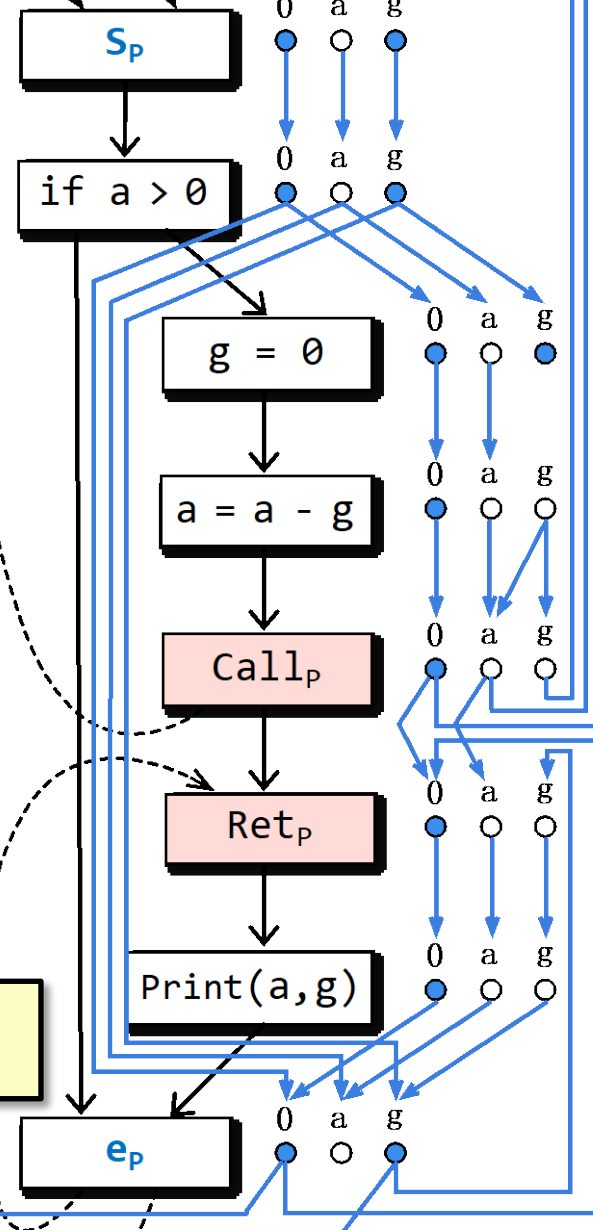 0 a g
S_P
0 a g
if a > 0
0 a g
g = 0
0 a g
a = a - g
0 a g
Call_P
0 a g
Ret_P
0 a g
Print(a,g)
0 a g
e_P